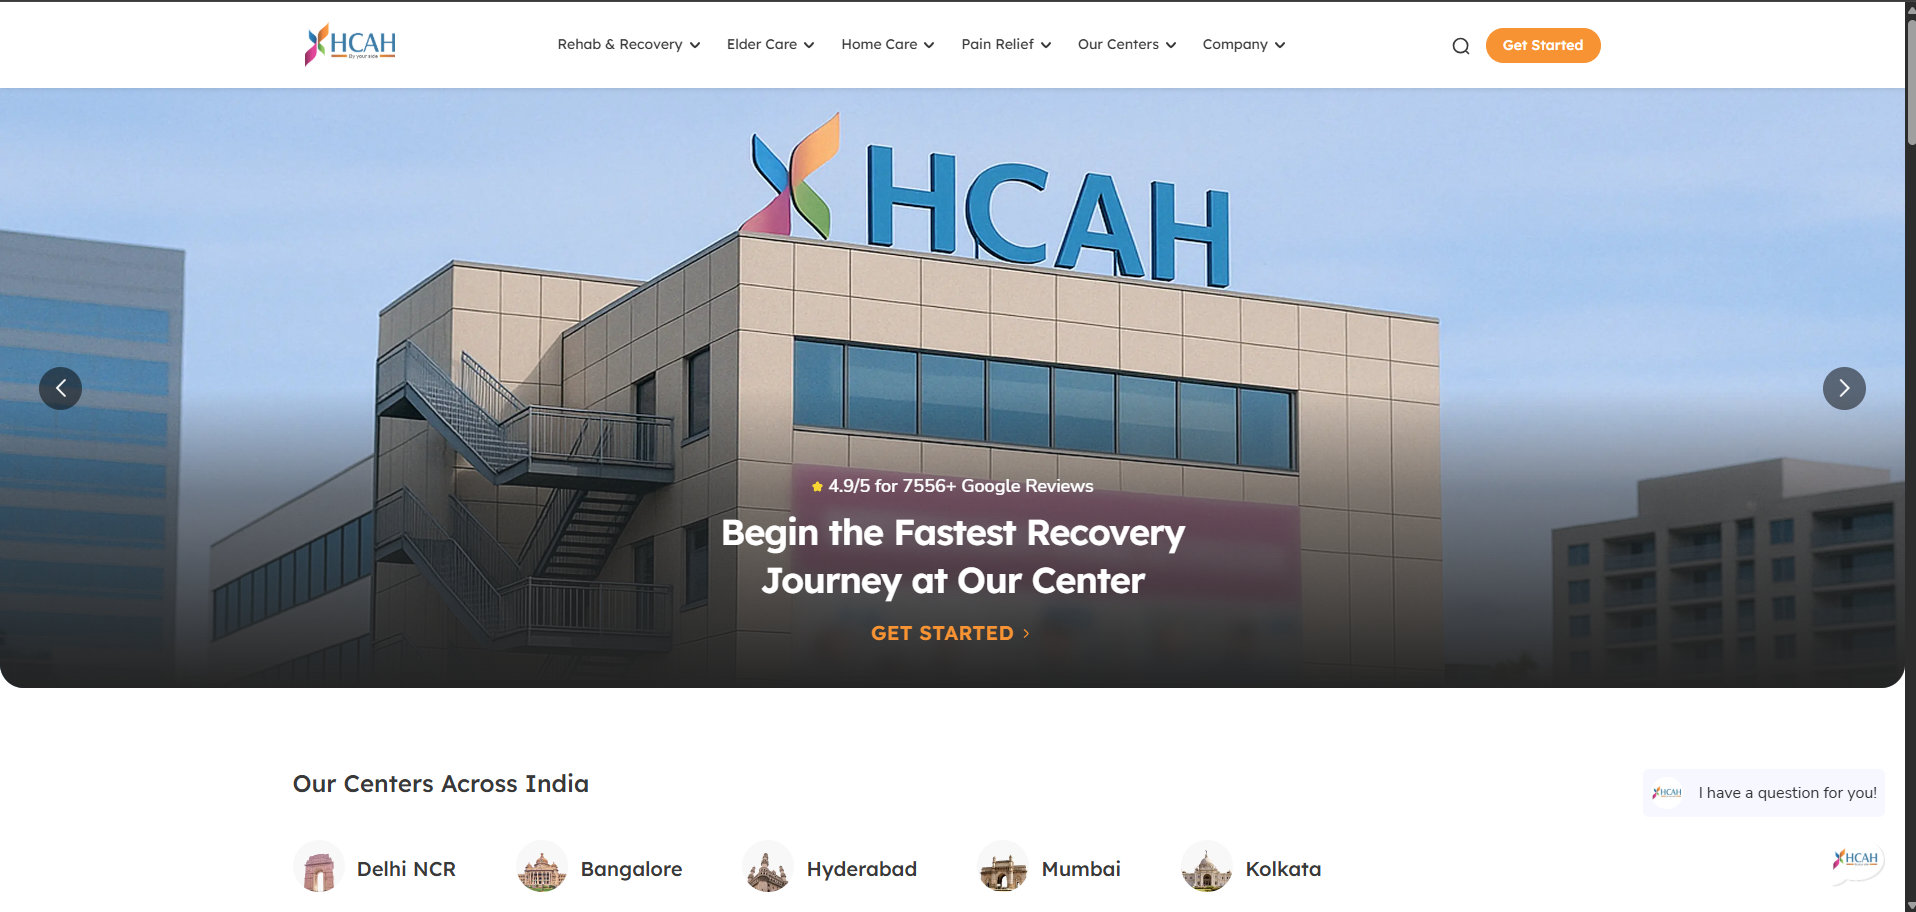 HCAH
By your side
Rehab & Recovery
Elder Care
Home Care
Pain Relief
Our Centers
Company
Get Started
HCAH
4.9/5 for 7556+ Google Reviews
Begin the Fastest Recovery
Journey at Our Center
GET STARTED
Our Centers Across India
HCAH
I have a question for you!
Delhi NCR
Bangalore
Hyderabad
Mumbai
Kolkata
HCAH